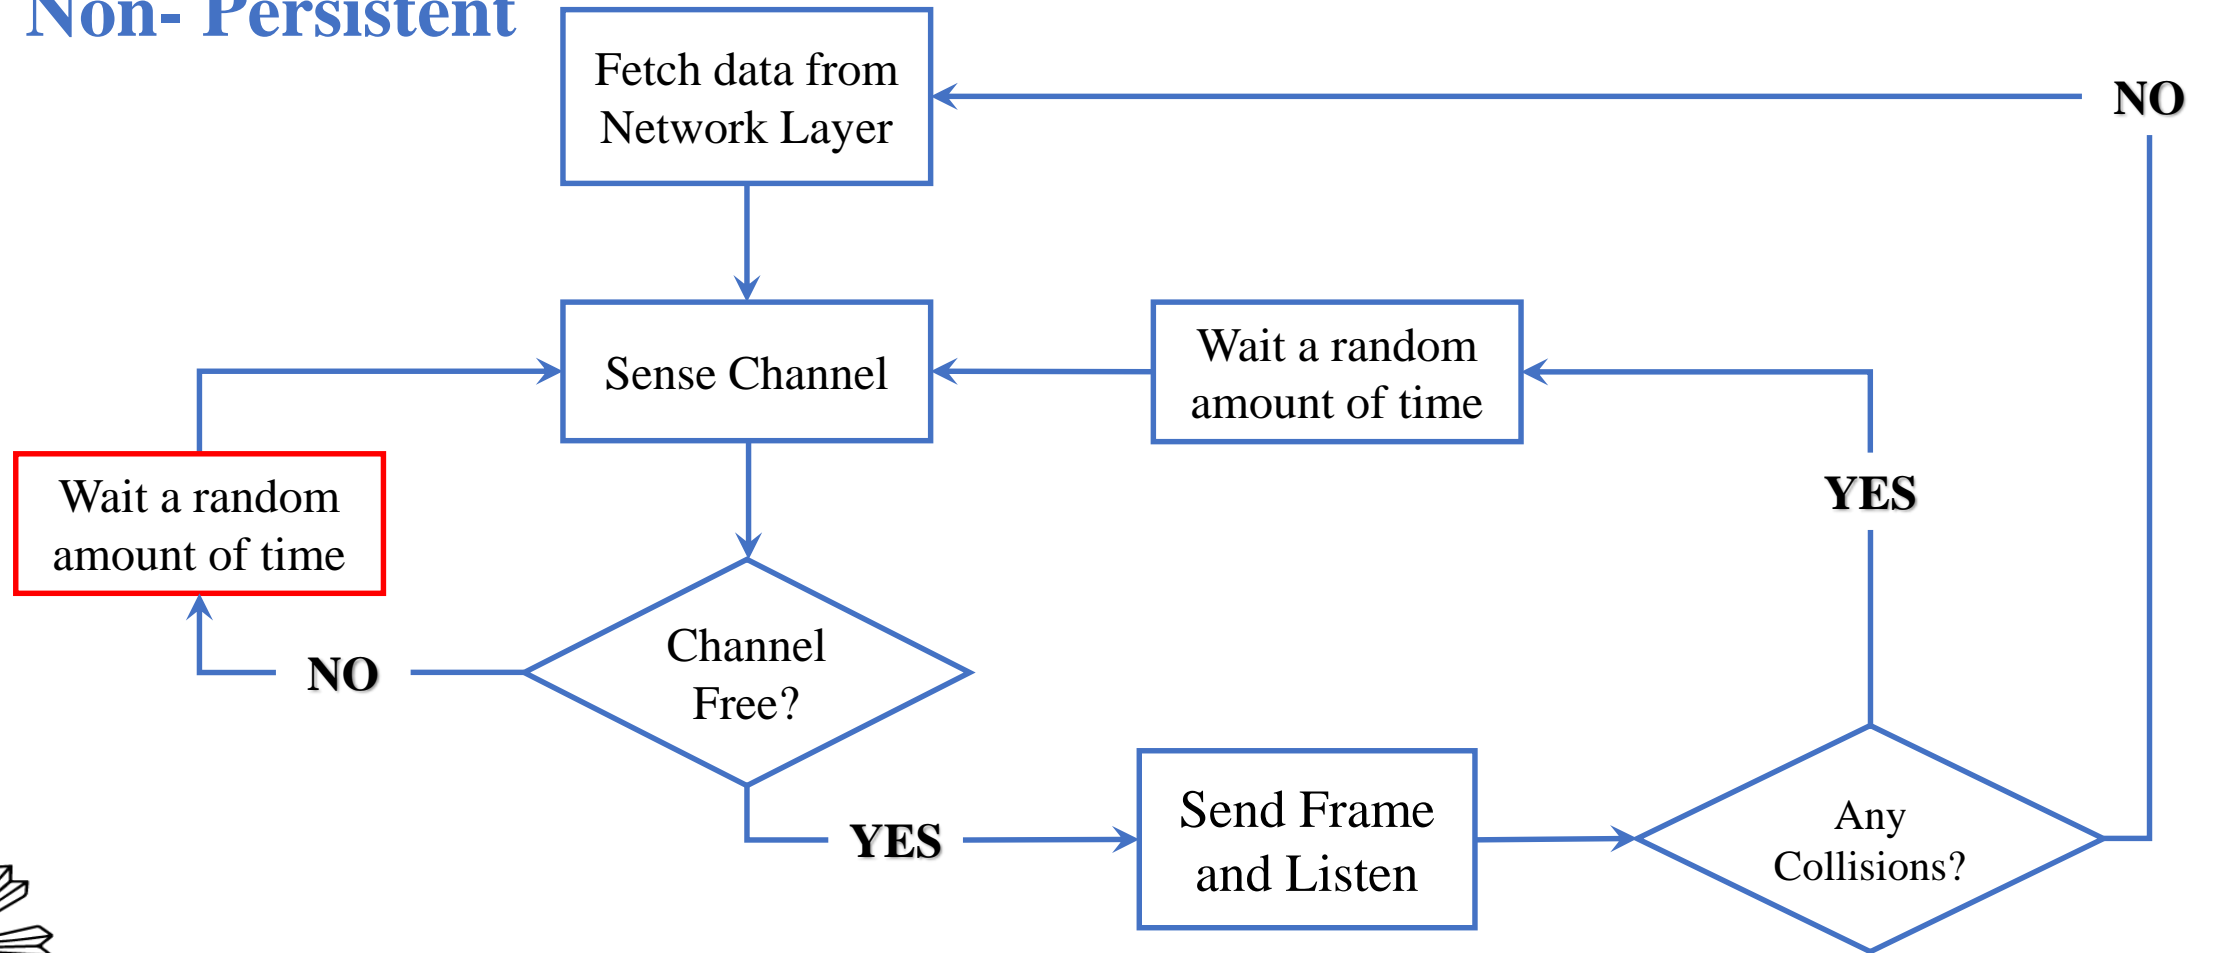 Non- Persistent
Fetch data from
Network Layer
NO
Sense Channel
Wait a random
amount of time
Wait a random
amount of time
YES
Channel
Free?
NO
YES
Send Frame
and Listen
Any
Collisions?